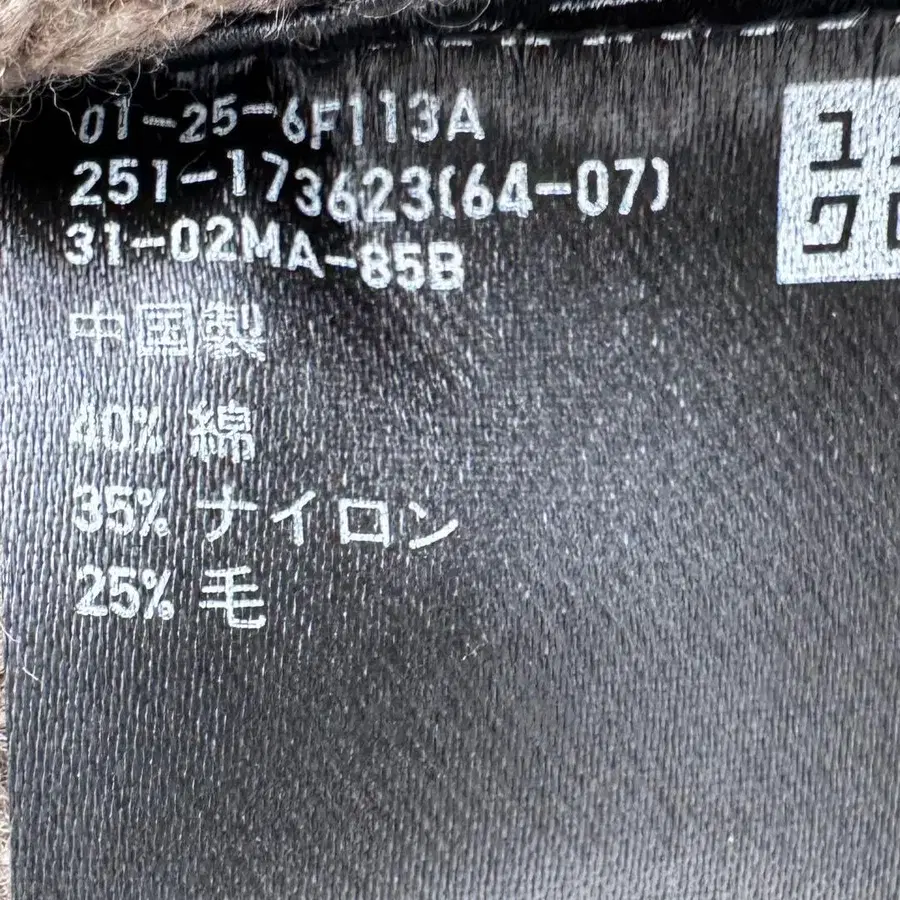 01-25-6F113A
251-173623(64-07)
31-02MA-85B
中国製
40% 綿
35% ナイロン
25% 毛